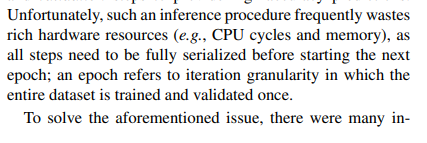 Unfortunately, such an inference procedure frequently wastes
rich hardware resources (e.g., CPU cycles and memory), as
all steps need to be fully serialized before starting the next
epoch; an epoch refers to iteration granularity in which the
entire dataset is trained and validated once.
To solve the aforementioned issue, there were many in-